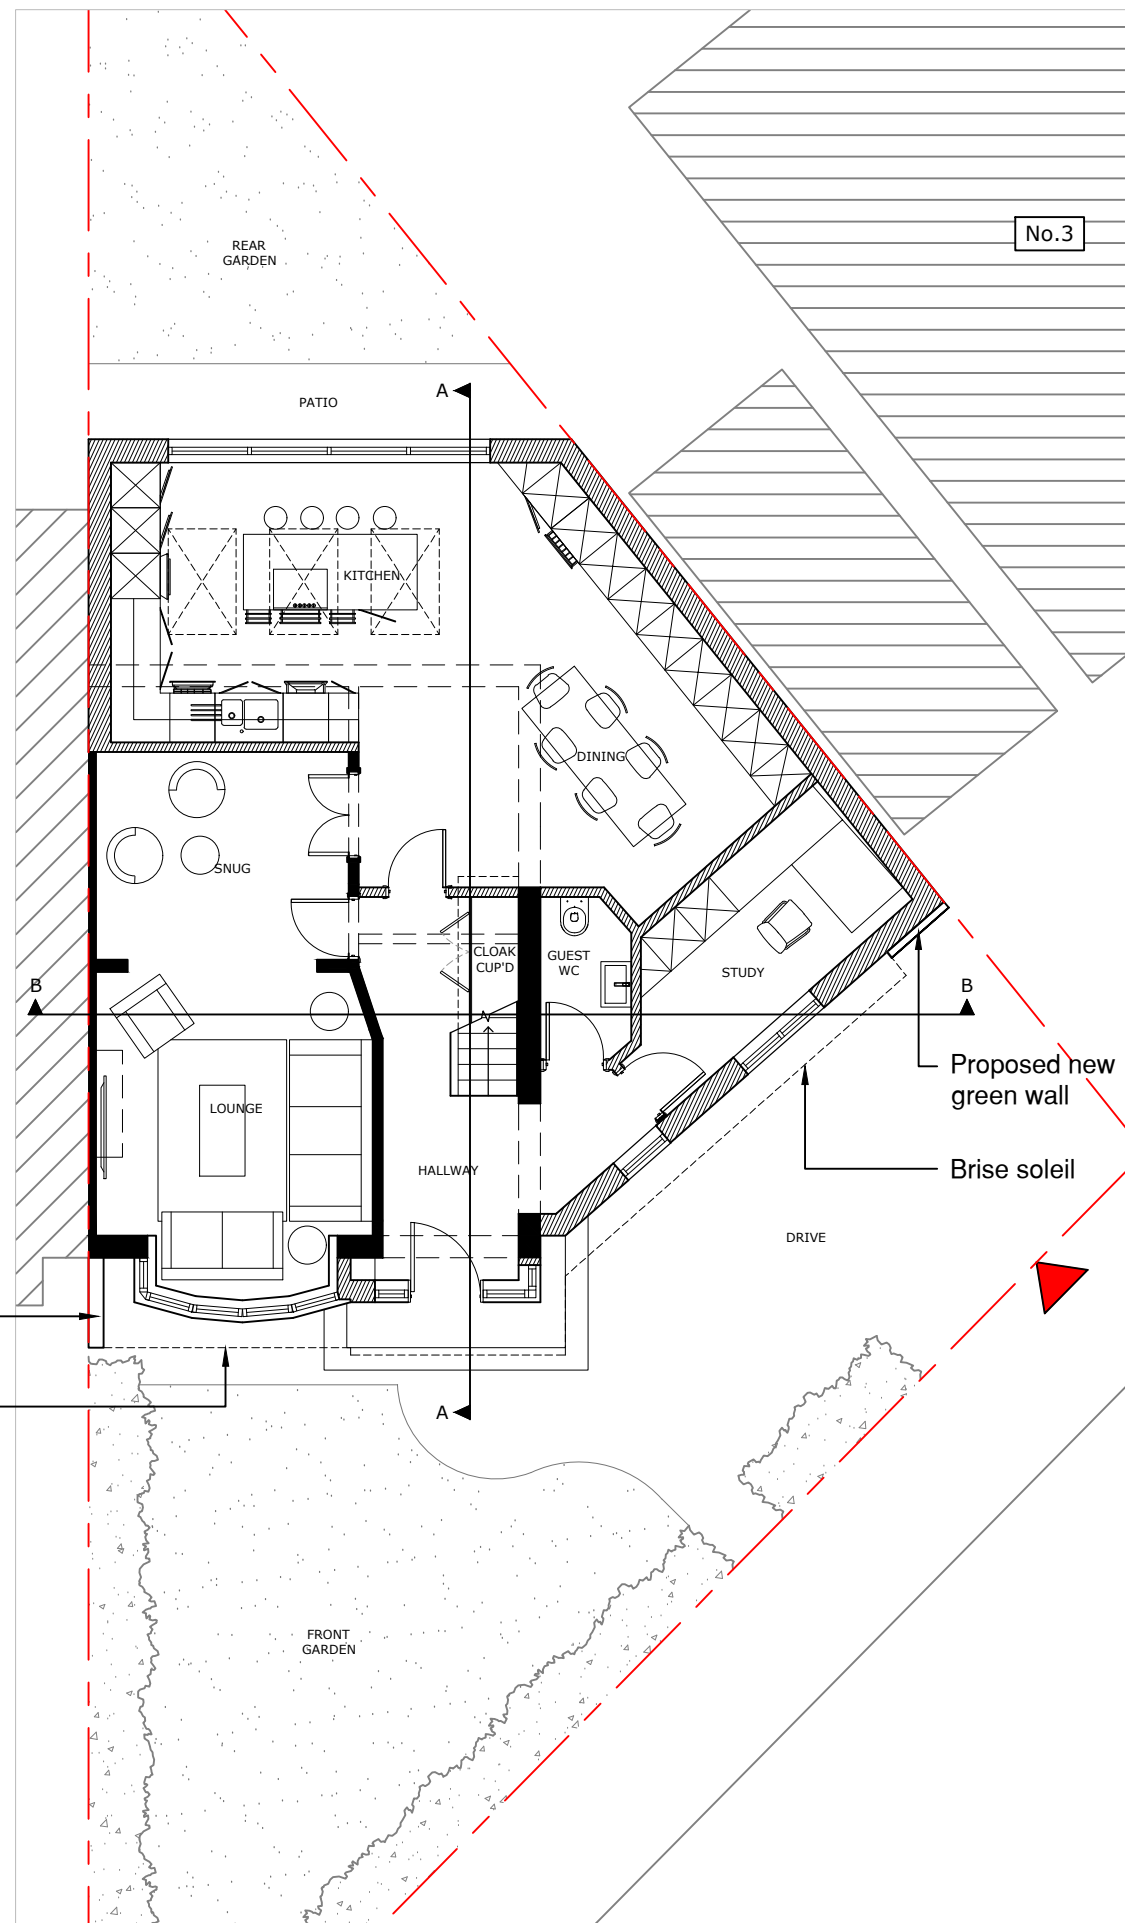 No.3
REAR
GARDEN
A
PATIO
KITCHEN
DINING
SNUG
CLOAK
CUP'D
GUEST
WC
STUDY
B
B
Proposed new
green wall
LOUNGE
HALLWAY
Brise soleil
DRIVE
A
FRONT
GARDEN